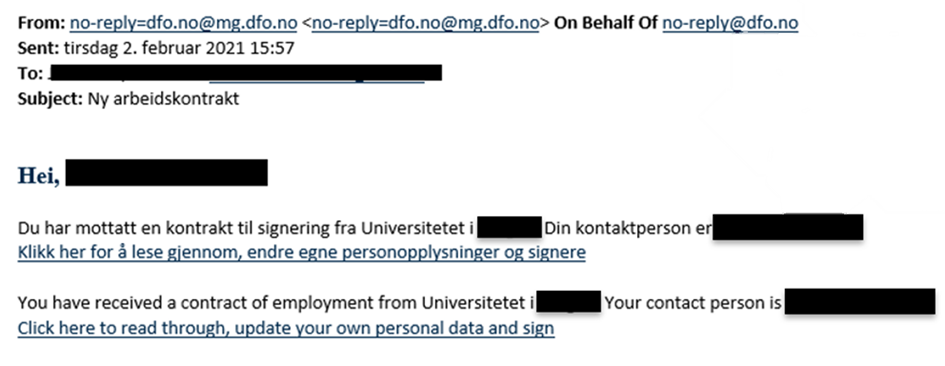 From: no-reply=dfo.no@mg.dfo.no <no-reply=dfo.no@mg.dfo.no> On Behalf Of no-reply@dfo.no
Sent: tirsdag 2. februar 2021 15:57
To:
Subject: Ny arbeidskontrakt
Hei,
Du har mottatt en kontrakt til signering fra Universitetet i Din kontaktperson er
Klikk her for å lese gjennom, endre egne personopplysninger og signere
You have received a contract of employment from Universitetet i Your contact person is
Click here to read through, update your own personal data and sign